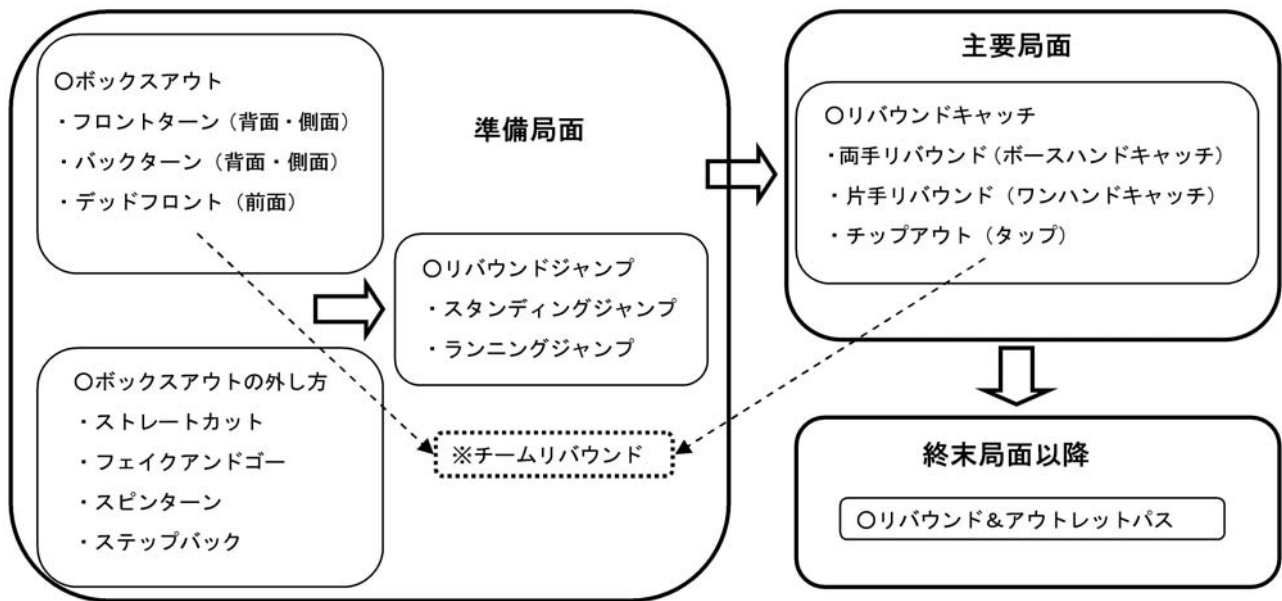 準備局面
○ボックスアウト
・フロントターン（背面・側面）
・バックターン（背面・側面）
・デッドフロント（前面）
○ボックスアウトの外し方
・ストレートカット
・フェイクアンドゴー
・スピンターン
・ステップバック
○リバウンドジャンプ
・スタンディングジャンプ
・ランニングジャンプ
※チームリバウンド
主要局面
○リバウンドキャッチ
・両手リバウンド（ボースハンドキャッチ）
・片手リバウンド（ワンハンドキャッチ）
・チップアウト（タップ）
終末局面以降
○リバウンド＆アウトレットパス